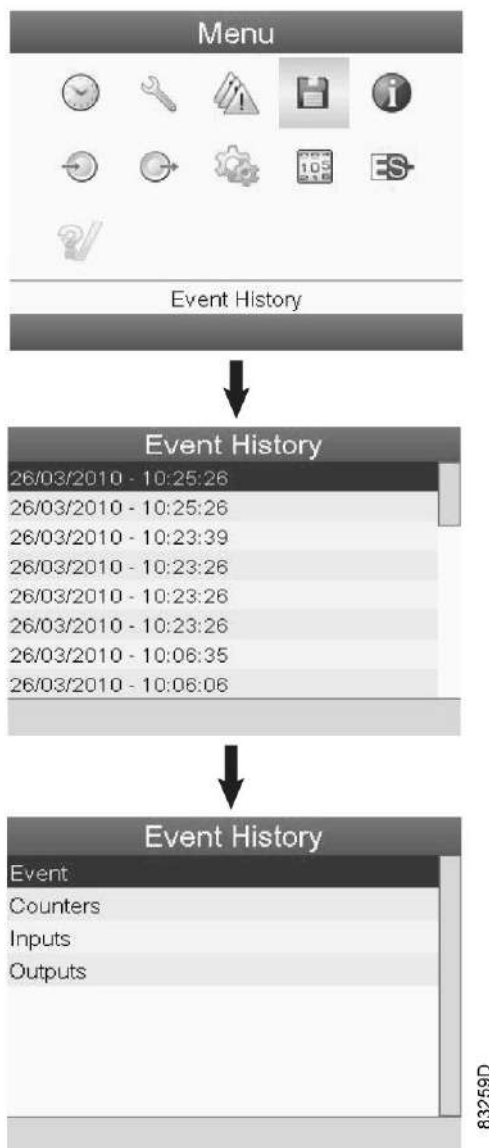 Menu
105
ES
Event History
Event History
26/03/2010 - 10:25:26
26/03/2010 - 10:25:26
26/03/2010 - 10:23:39
26/03/2010 - 10:23:26
26/03/2010 - 10:23:26
26/03/2010 - 10:23:26
26/03/2010 - 10:06:35
26/03/2010 - 10:06:06
Event History
Event
Counters
Inputs
Outputs
83259D